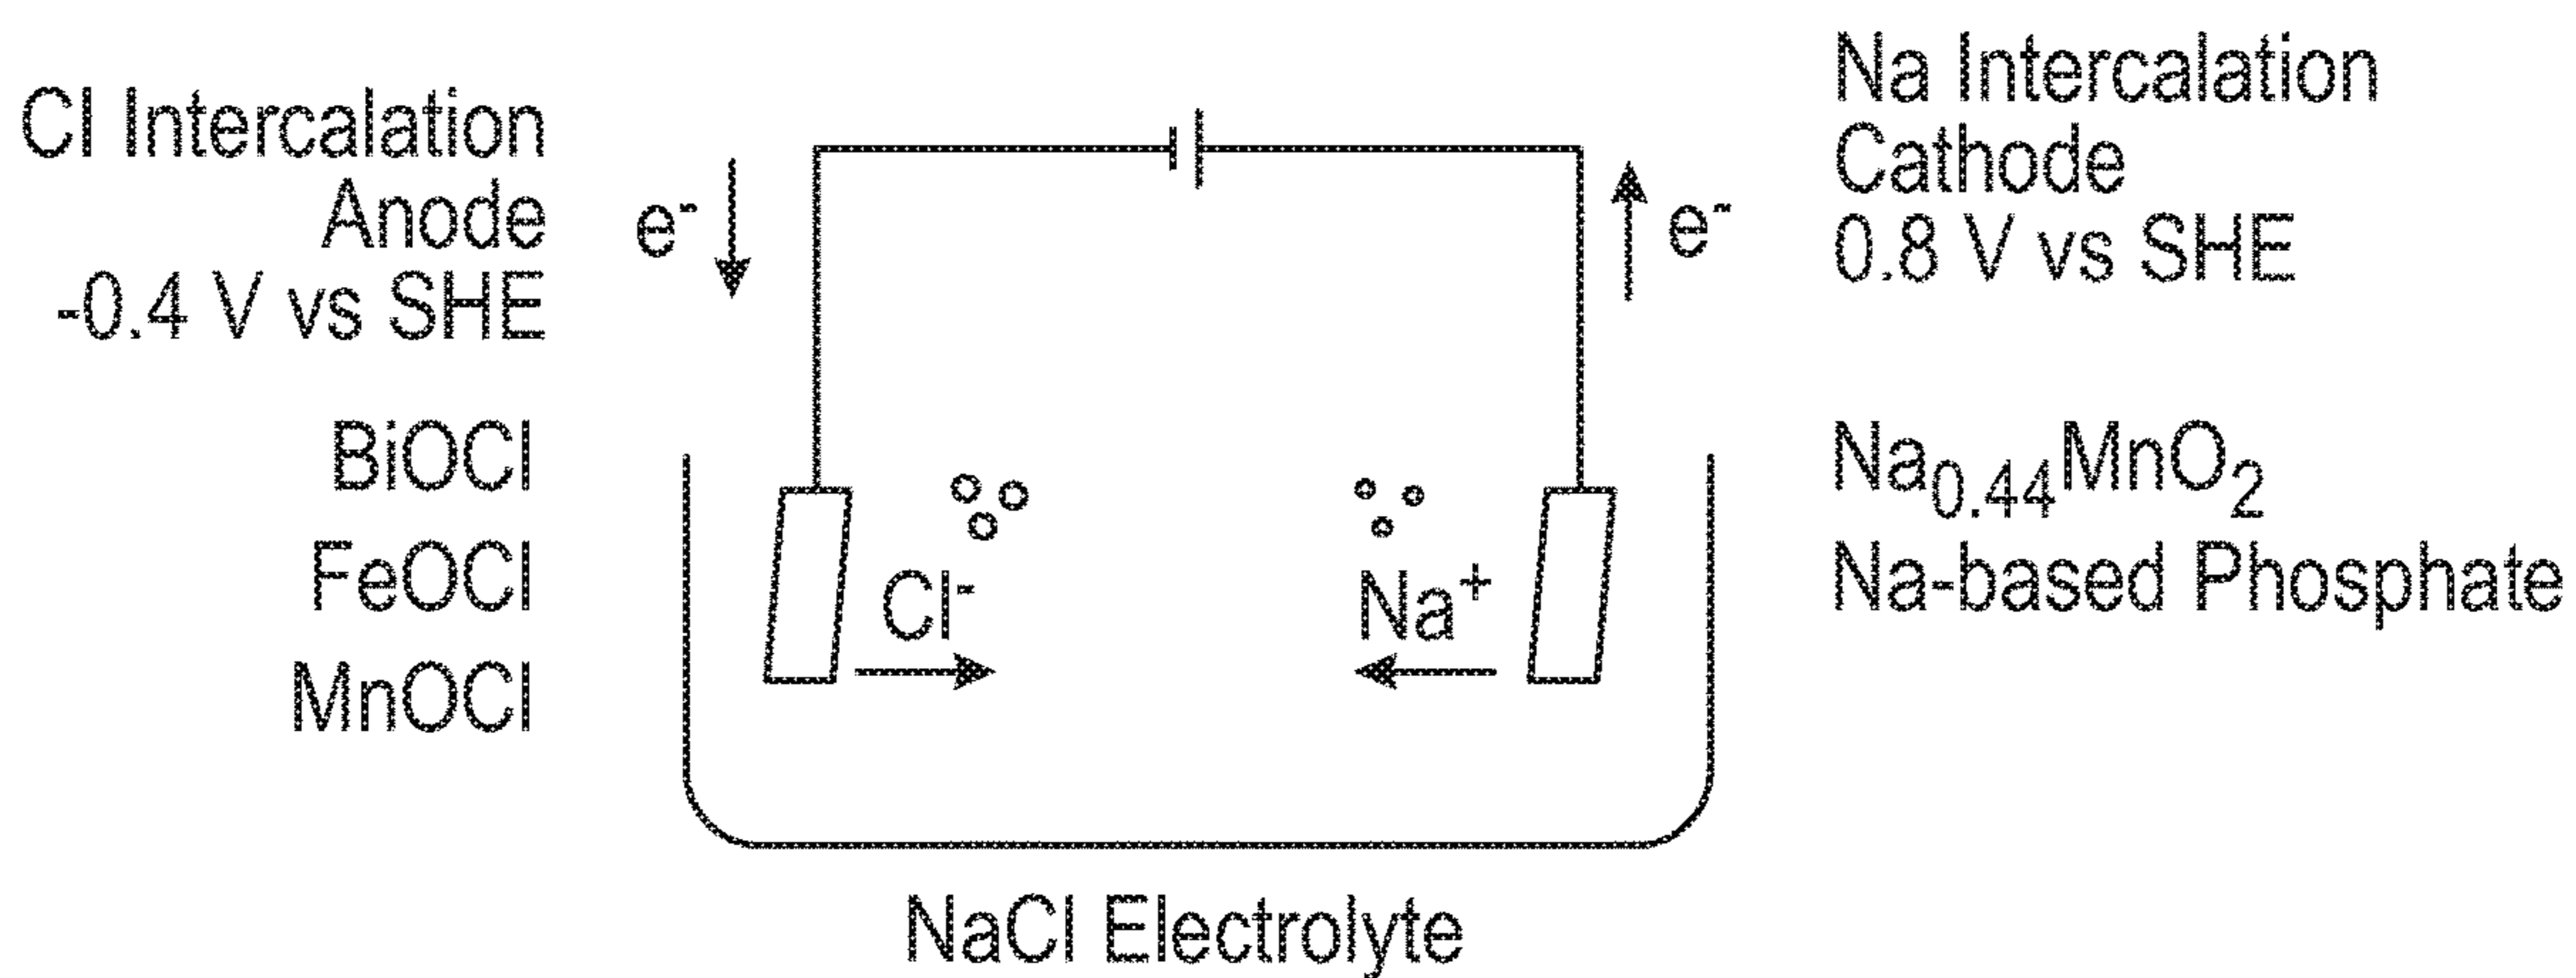 Cl Intercalation
Anode
-0.4 V vs SHE
BiOCl
FeOCl
MnOCl
e⁻
e⁻
Cl⁻
Na⁺
Na Intercalation
Cathode
0.8 V vs SHE
Na₀.₄₄MnO₂
Na-based Phosphate
NaCl Electrolyte